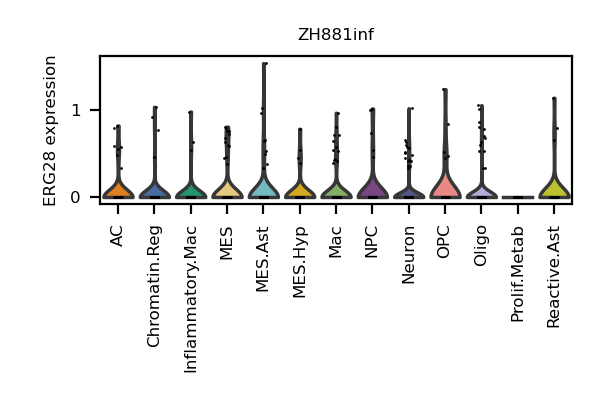 ZH881inf
ERG28 expression
1
0
AC
Chromatin.Reg
Inflammatory.Mac
MES
MES.Ast
MES.Hyp
Mac
NPC
Neuron
OPC
Oligo
Prolif.Metab
Reactive.Ast